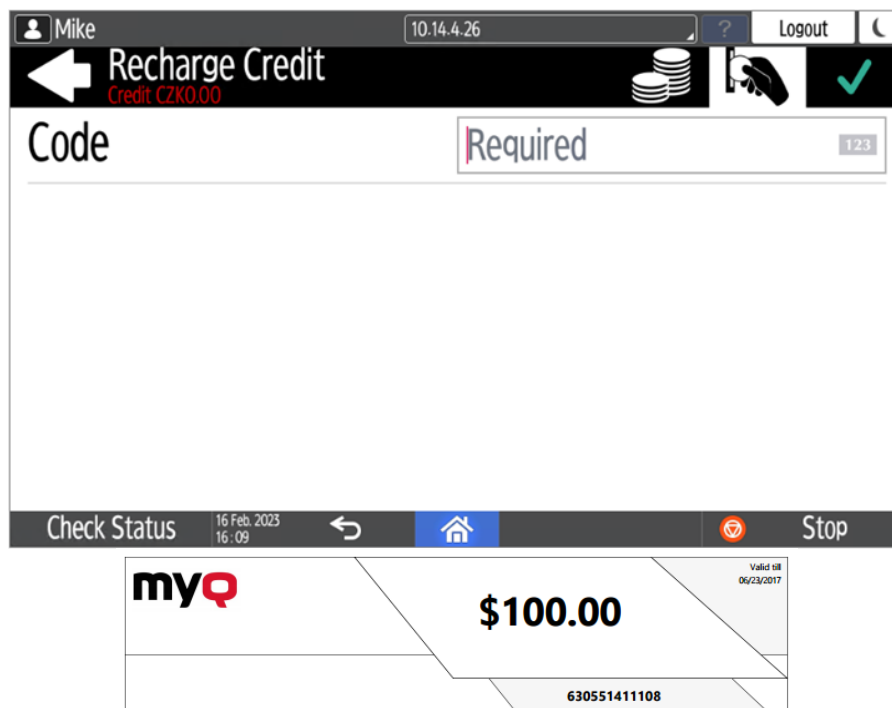 Mike 10.14.4.26 ? Logout
Recharge Credit
Credit CZK0.00
Code Required 123
Check Status 16 Feb. 2023 Stop
16:09
myQ Valid till
06/23/2017
$100.00
630551411108